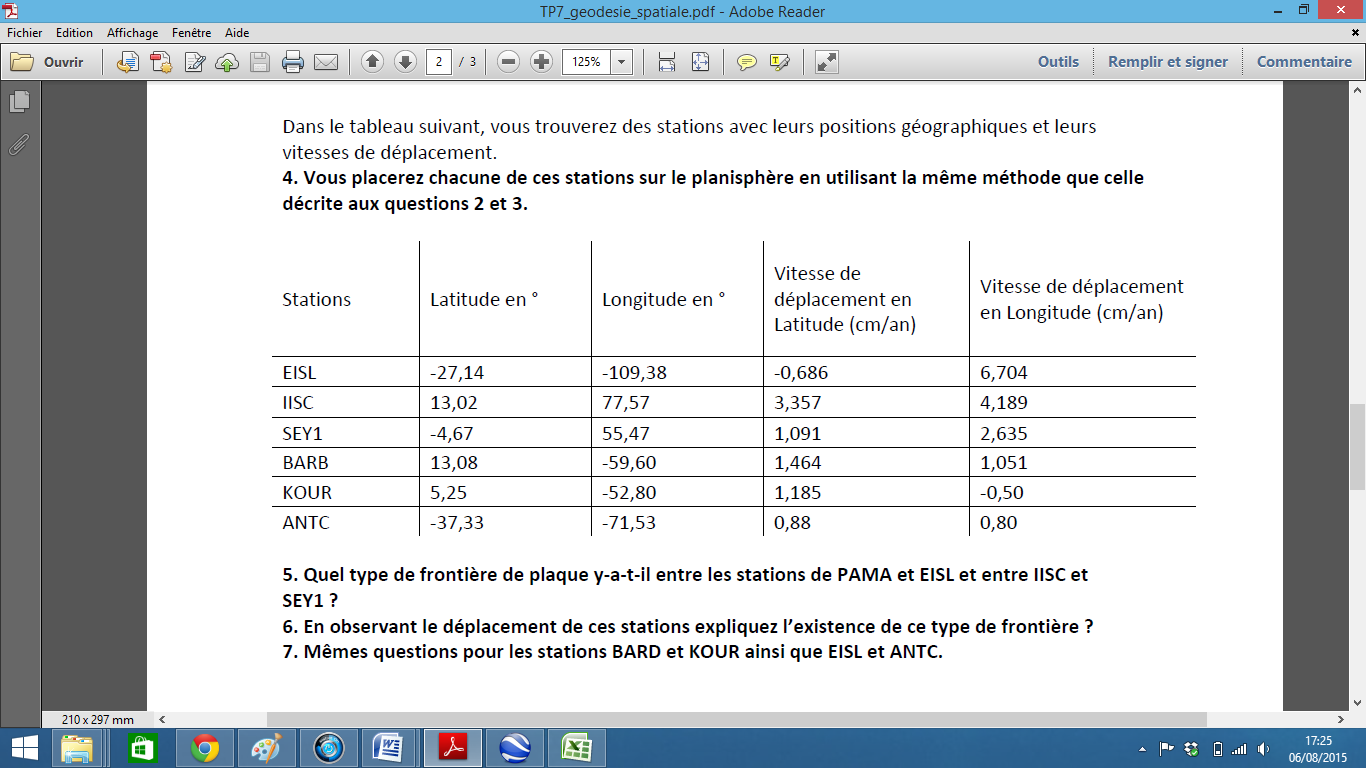 TP7_geodesie_spatiale.pdf - Adobe Reader
Fichier Edition Affichage Fenêtre Aide
Ouvrir 2 / 3 125% Outils Remplir et signer Commentaire
Dans le tableau suivant, vous trouverez des stations avec leurs positions géographiques et leurs
vitesses de déplacement.
4. Vous placerez chacune de ces stations sur le planisphère en utilisant la même méthode que celle
décrite aux questions 2 et 3.
Stations Latitude en ° Longitude en ° Vitesse de déplacement en Latitude (cm/an) Vitesse de déplacement en Longitude (cm/an)
EISL -27,14 -109,38 -0,686 6,704
IISC 13,02 77,57 3,357 4,189
SEY1 -4,67 55,47 1,091 2,635
BARB 13,08 -59,60 1,464 1,051
KOUR 5,25 -52,80 1,185 -0,50
ANTC -37,33 -71,53 0,88 0,80
5. Quel type de frontière de plaque y-a-t-il entre les stations de PAMA et EISL et entre IISC et
SEY1 ?
6. En observant le déplacement de ces stations expliquez l’existence de ce type de frontière ?
7. Mêmes questions pour les stations BARD et KOUR ainsi que EISL et ANTC.
210 x 297 mm
17:25
06/08/2015